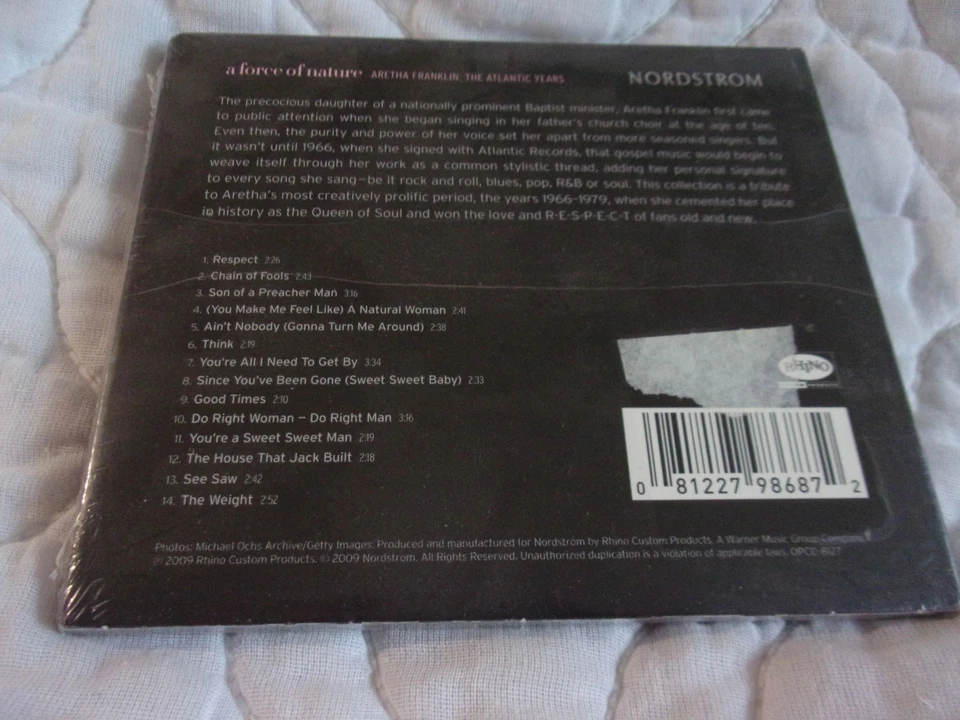 a force of nature ARETHA FRANKLIN: THE ATLANTIC YEARS
NORDSTROM
The precocious daughter of a nationally prominent Baptist minister, Aretha Franklin first came
to public attention when she began singing in her father's church choir at the age of ten.
Even then, the purity and power of her voice set her apart from more seasoned singers. But
it wasn't until 1966, when she signed with Atlantic Records, that gospel music would begin to
weave itself through her work as a common stylistic thread, adding her personal signature
to every song she sang—be it rock and roll, blues, pop, R&B or soul. This collection is a tribute
to Aretha's most creatively prolific period, the years 1966-1979, when she cemented her place
in history as the Queen of Soul and won the love and R-E-S-P-E-C-T of fans old and new.
1. Respect 2:26
2. Chain of Fools 2:43
3. Son of a Preacher Man 3:16
4. (You Make Me Feel Like) A Natural Woman 2:41
5. Ain't Nobody (Gonna Turn Me Around) 2:38
6. Think 2:19
7. You're All I Need To Get By 3:34
8. Since You've Been Gone (Sweet Sweet Baby) 2:33
9. Good Times 2:10
10. Do Right Woman — Do Right Man 3:16
11. You're a Sweet Sweet Man 2:19
12. The House That Jack Built 2:18
13. See Saw 2:42
14. The Weight 2:52
RHINO
0 81227 98687 2
Photos: Michael Ochs Archive/Getty Images. Produced and manufactured for Nordstrom by Rhino Custom Products. A Warner Music Group Company.
℗ 2009 Rhino Custom Products. © 2009 Nordstrom. All Rights Reserved. Unauthorized duplication is a violation of applicable laws. OPCD-8127